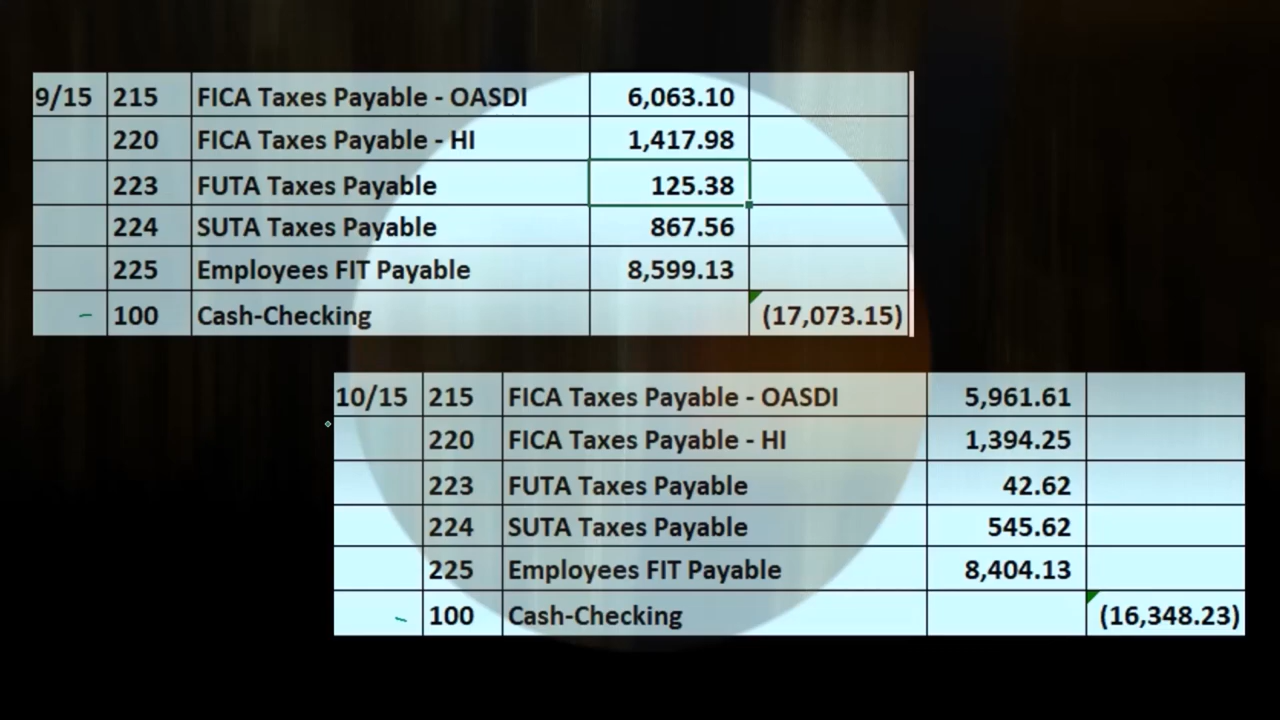 9/15 215 FICA Taxes Payable - OASDI 6,063.10
220 FICA Taxes Payable - HI 1,417.98
223 FUTA Taxes Payable 125.38
224 SUTA Taxes Payable 867.56
225 Employees FIT Payable 8,599.13
100 Cash-Checking (17,073.15)
10/15 215 FICA Taxes Payable - OASDI 5,961.61
220 FICA Taxes Payable - HI 1,394.25
223 FUTA Taxes Payable 42.62
224 SUTA Taxes Payable 545.62
225 Employees FIT Payable 8,404.13
100 Cash-Checking (16,348.23)